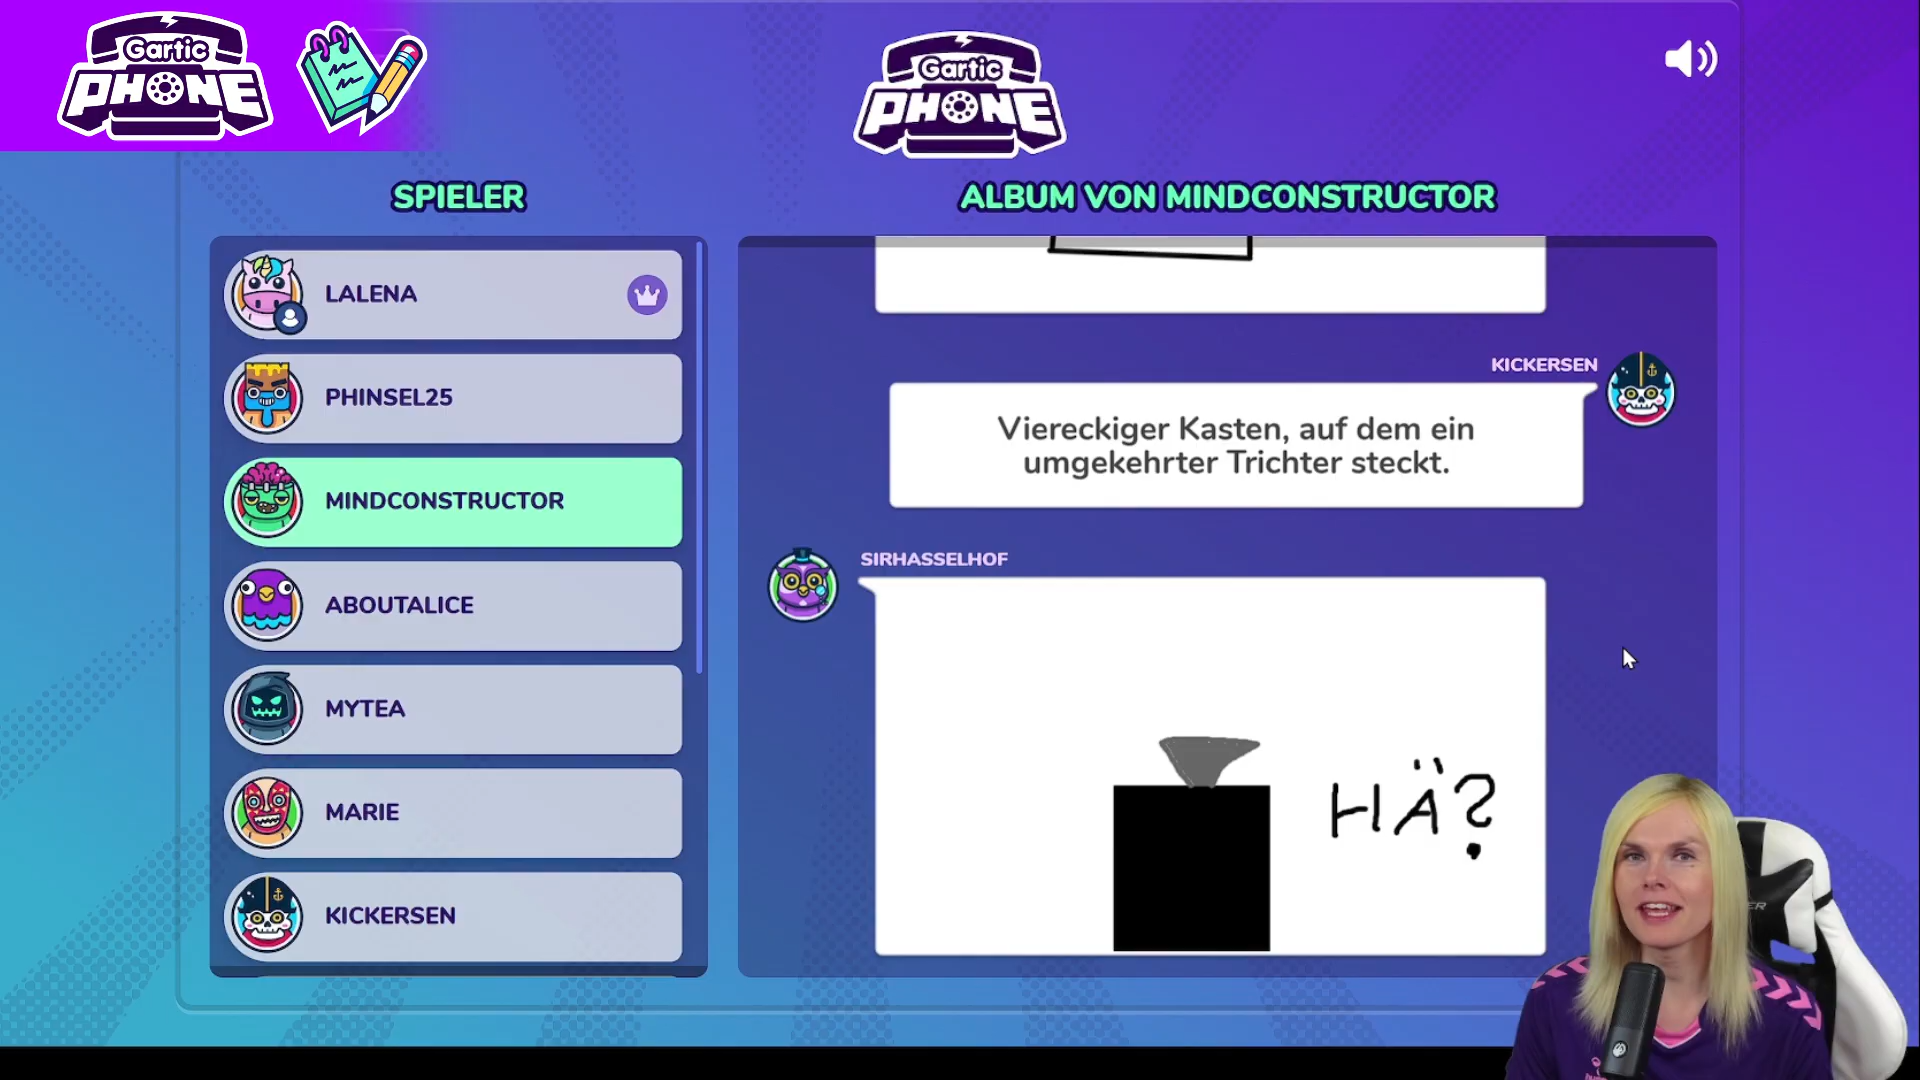 Gartic
PHONE
Gartic
PHONE
SPIELER
ALBUM VON MINDCONSTRUCTOR
LALENA
PHINSEL25
MINDCONSTRUCTOR
ABOUTALICE
MYTEA
MARIE
KICKERSEN
KICKERSEN
Viereckiger Kasten, auf dem ein
umgekehrter Trichter steckt.
SIRHASSELHOF
HÄ?